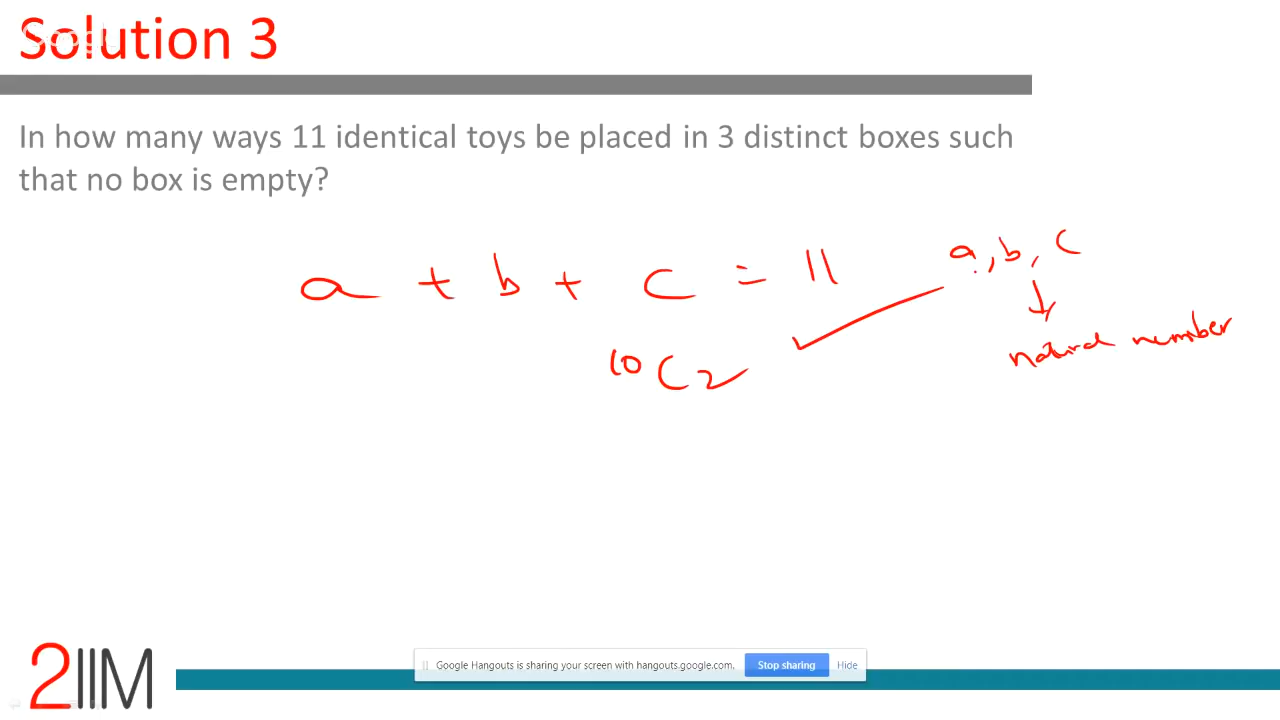 Solution 3
Google
In how many ways 11 identical toys be placed in 3 distinct boxes such
that no box is empty?
a + b + c = 11
a, b, c
natural number
10C2
2IIM
Google Hangouts is sharing your screen with hangouts.google.com.
Stop sharing
Hide